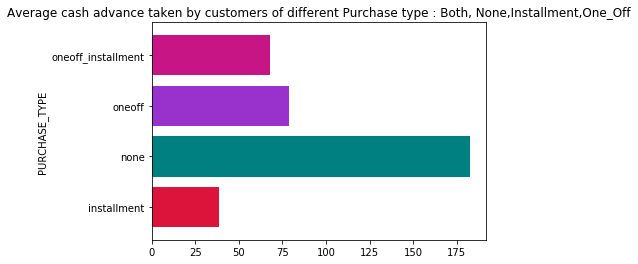 Average cash advance taken by customers of different Purchase type : Both, None,Installment,One_Off
PURCHASE_TYPE
oneoff_installment
oneoff
none
installment
0 25 50 75 100 125 150 175